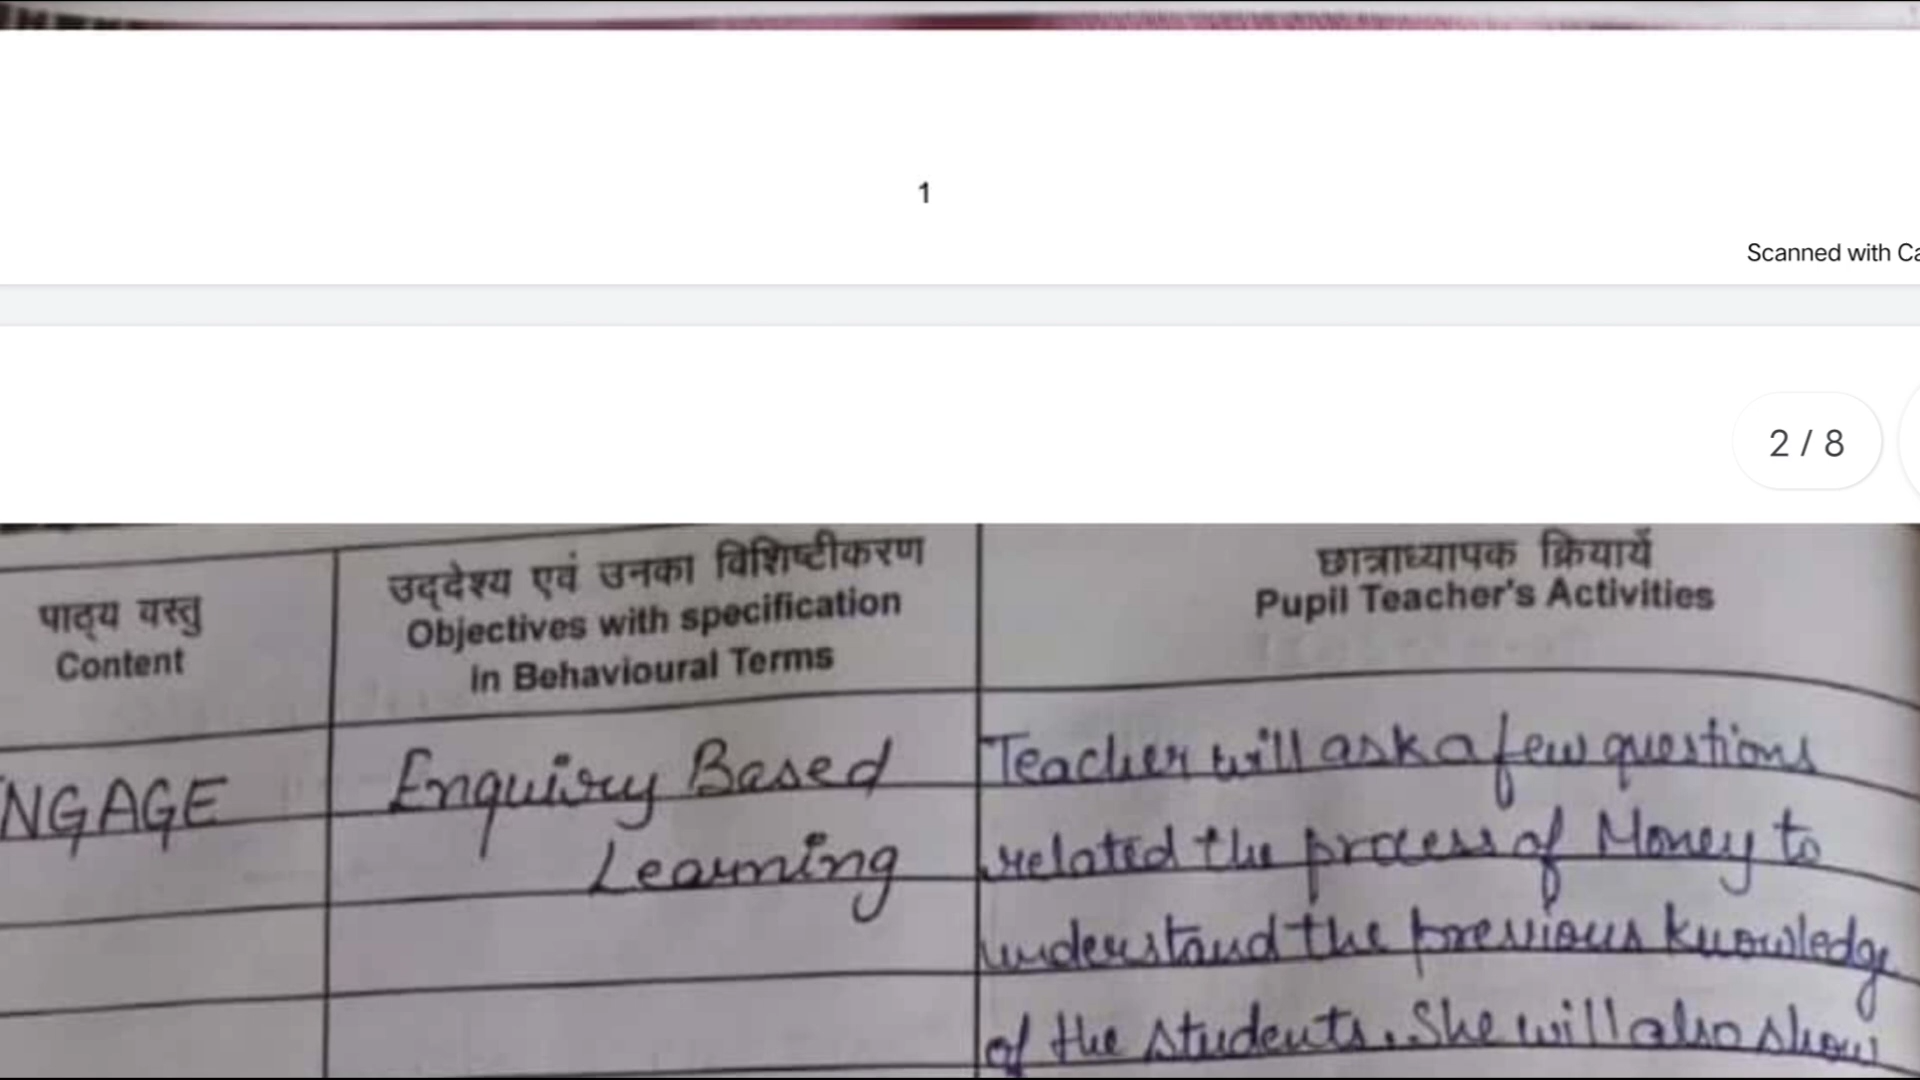 1
Scanned with Ca
2 / 8
पाठ्य वस्तु
Content
उद्देश्य एवं उनका विशिष्टीकरण
Objectives with specification
in Behavioural Terms
छात्राध्यापक क्रियायें
Pupil Teacher's Activities
NGAGE
Enquiry Based
Learning
Teacher will ask a few questions
related the process of Money to
understand the previous knowledge
of the students. She will also show